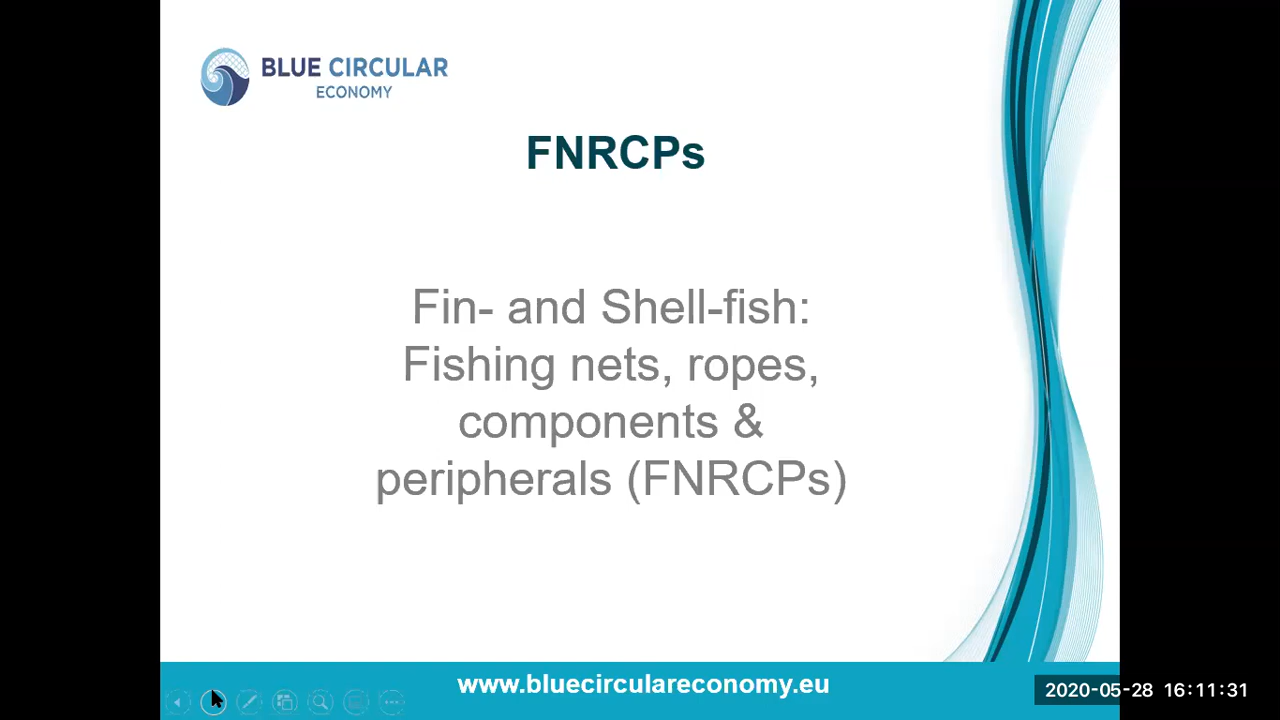 BLUE CIRCULAR
ECONOMY
FNRCPs
Fin- and Shell-fish:
Fishing nets, ropes,
components &
peripherals (FNRCPs)
www.bluecirculareconomy.eu
2020-05-28 16:11:31